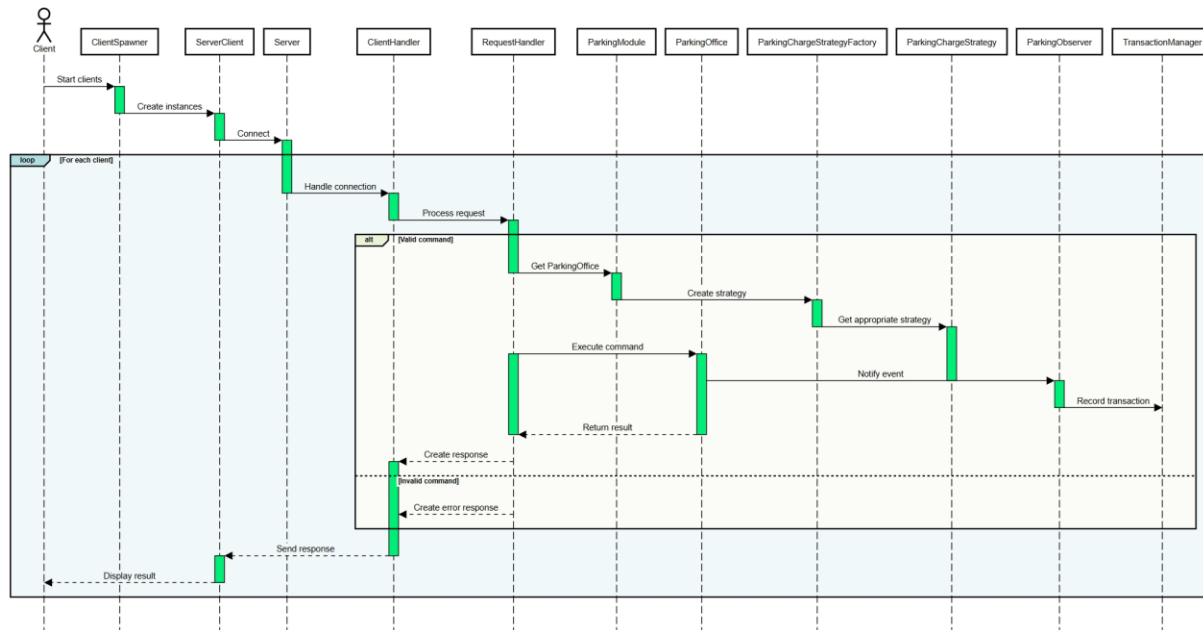 Client
ClientSpawner
ServerClient
Server
ClientHandler
RequestHandler
ParkingModule
ParkingOffice
ParkingChargeStrategyFactory
ParkingChargeStrategy
ParkingObserver
TransactionManager
Start clients
Create instances
Connect
loop
[For each client]
Handle connection
Process request
alt
[Valid command]
Get ParkingOffice
Create strategy
Get appropriate strategy
Execute command
Notify event
Record transaction
Return result
Create response
[Invalid command]
Create error response
Send response
Display result